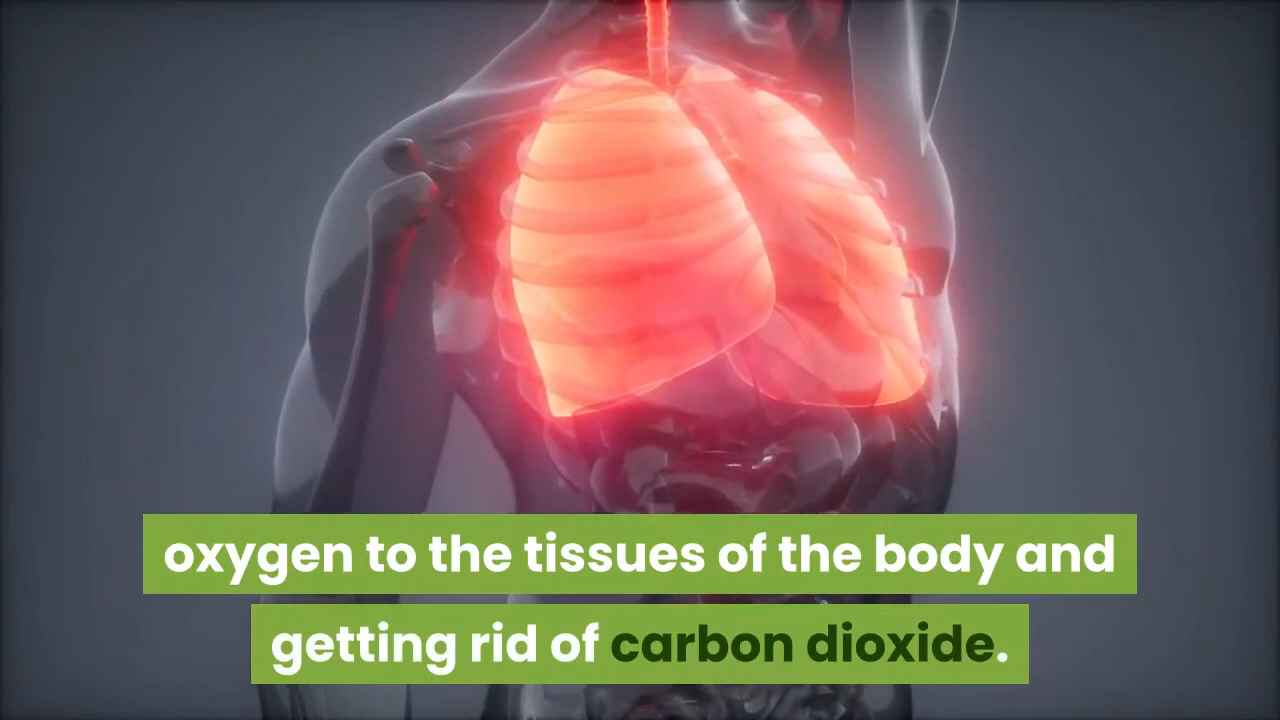 oxygen to the tissues of the body and
getting rid of carbon dioxide.